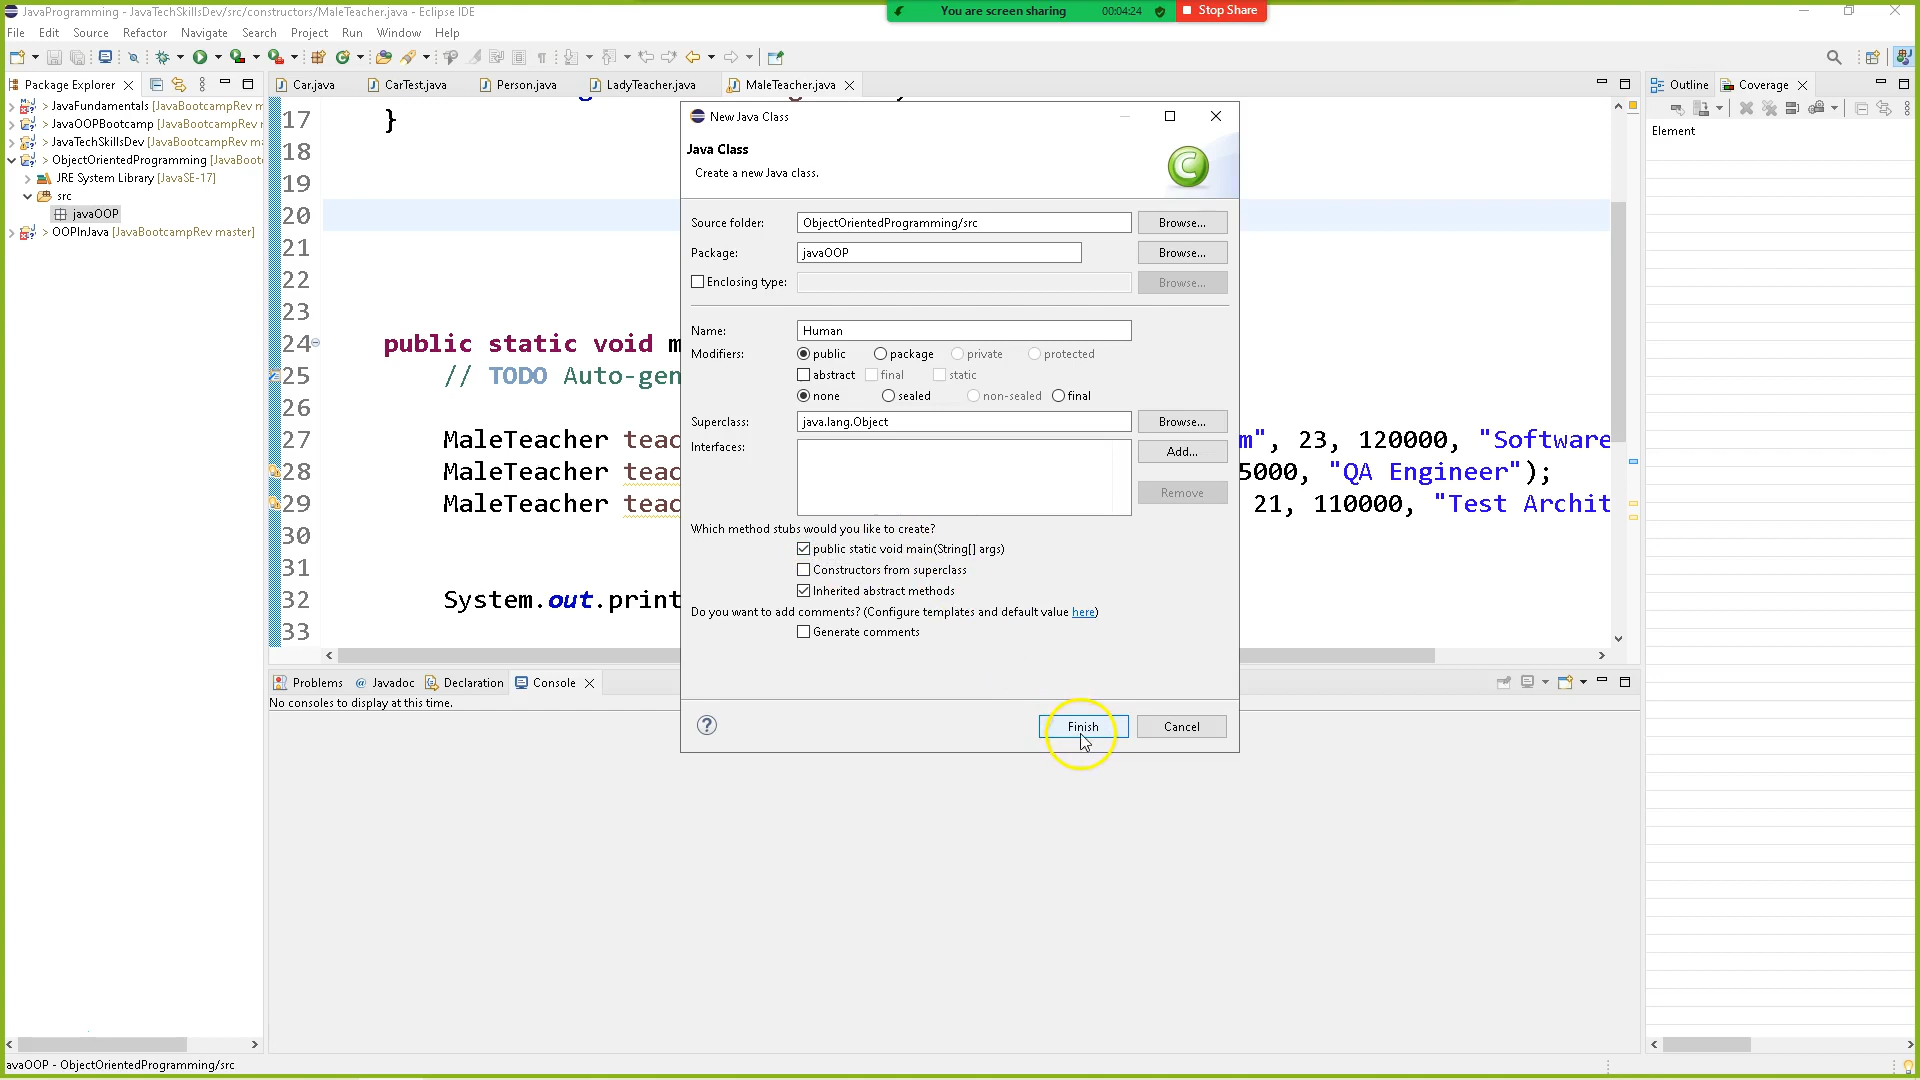 JavaProgramming - JavaTechSkillsDev/src/constructors/MaleTeacher.java - Eclipse IDE
You are screen sharing 00:04:24 Stop Share
File Edit Source Refactor Navigate Search Project Run Window Help
Package Explorer
Car.java CarTest.java Person.java LadyTeacher.java MaleTeacher.java
Outline Coverage
> JavaFundamentals [JavaBootcampRev m
> JavaOOPBootcamp [JavaBootcampRev
> JavaTechSkillsDev [JavaBootcampRev ma
> ObjectOrientedProgramming [JavaBoot
JRE System Library [JavaSE-17]
src
javaOOP
> OOPInJava [JavaBootcampRev master]
17 }
18
19
20
21
22
23
24 public static void m
25 // TODO Auto-gen
26
27 MaleTeacher teac m", 23, 120000, "Software
28 MaleTeacher teac 5000, "QA Engineer");
29 MaleTeacher teac 21, 110000, "Test Archit
30
31
32 System.out.print
33
New Java Class
Java Class
Create a new Java class.
C
Source folder: ObjectOrientedProgramming/src Browse...
Package: javaOOP Browse...
Enclosing type: Browse...
Name: Human
Modifiers: public package private protected
abstract final static
none sealed non-sealed final
Superclass: java.lang.Object Browse...
Interfaces: Add...
Remove
Which method stubs would you like to create?
public static void main(String[] args)
Constructors from superclass
Inherited abstract methods
Do you want to add comments? (Configure templates and default value here)
Generate comments
? Finish Cancel
Element
Problems @ Javadoc Declaration Console
No consoles to display at this time.
avaOOP - ObjectOrientedProgramming/src